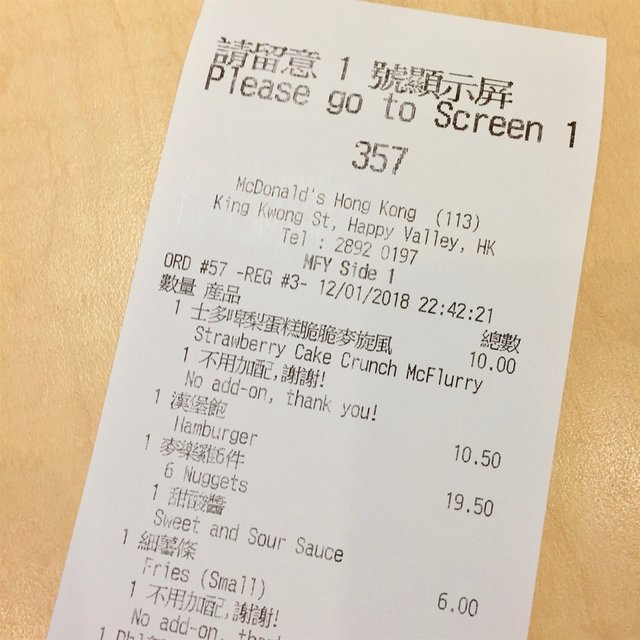 請留意 1 號顯示屏
Please go to Screen 1
357
McDonald's Hong Kong (113)
King Kwong St, Happy Valley, HK
Tel : 2892 0197
MFY Side 1
ORD #57 -REG #3- 12/01/2018 22:42:21
數量 產品 總數
1 士多啤梨蛋糕脆脆麥旋風 10.00
Strawberry Cake Crunch McFlurry
1 不用加配,謝謝!
No add-on, thank you!
1 漢堡飽 10.50
Hamburger
1 麥樂雞6件 19.50
6 Nuggets
1 甜酸醬
Sweet and Sour Sauce
1 細薯條 6.00
Fries (Small)
1 不用加配,謝謝!
No add-on,
1